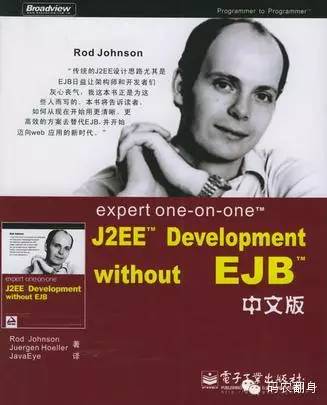 Broadview
Programmer to Programmer™
Rod Johnson
“传统的J2EE设计思路尤其是
EJB日益让架构师和开发者们
灰心丧气，我这本书正是为这
些人而写的。本书将告诉读者，
如何从现在开始用更清晰、更
高效的方案去替代EJB,并开始
迈向web 应用的新时代。”
expert one-on-one™
J2EE™ Development
without EJB™
中文版
Rod Johnson
expert one-on-one
J2EE Development
without EJB
Rod Johnson
Juergen Hoeller 著
JavaEye 译
电子工业出版社
码农翻身